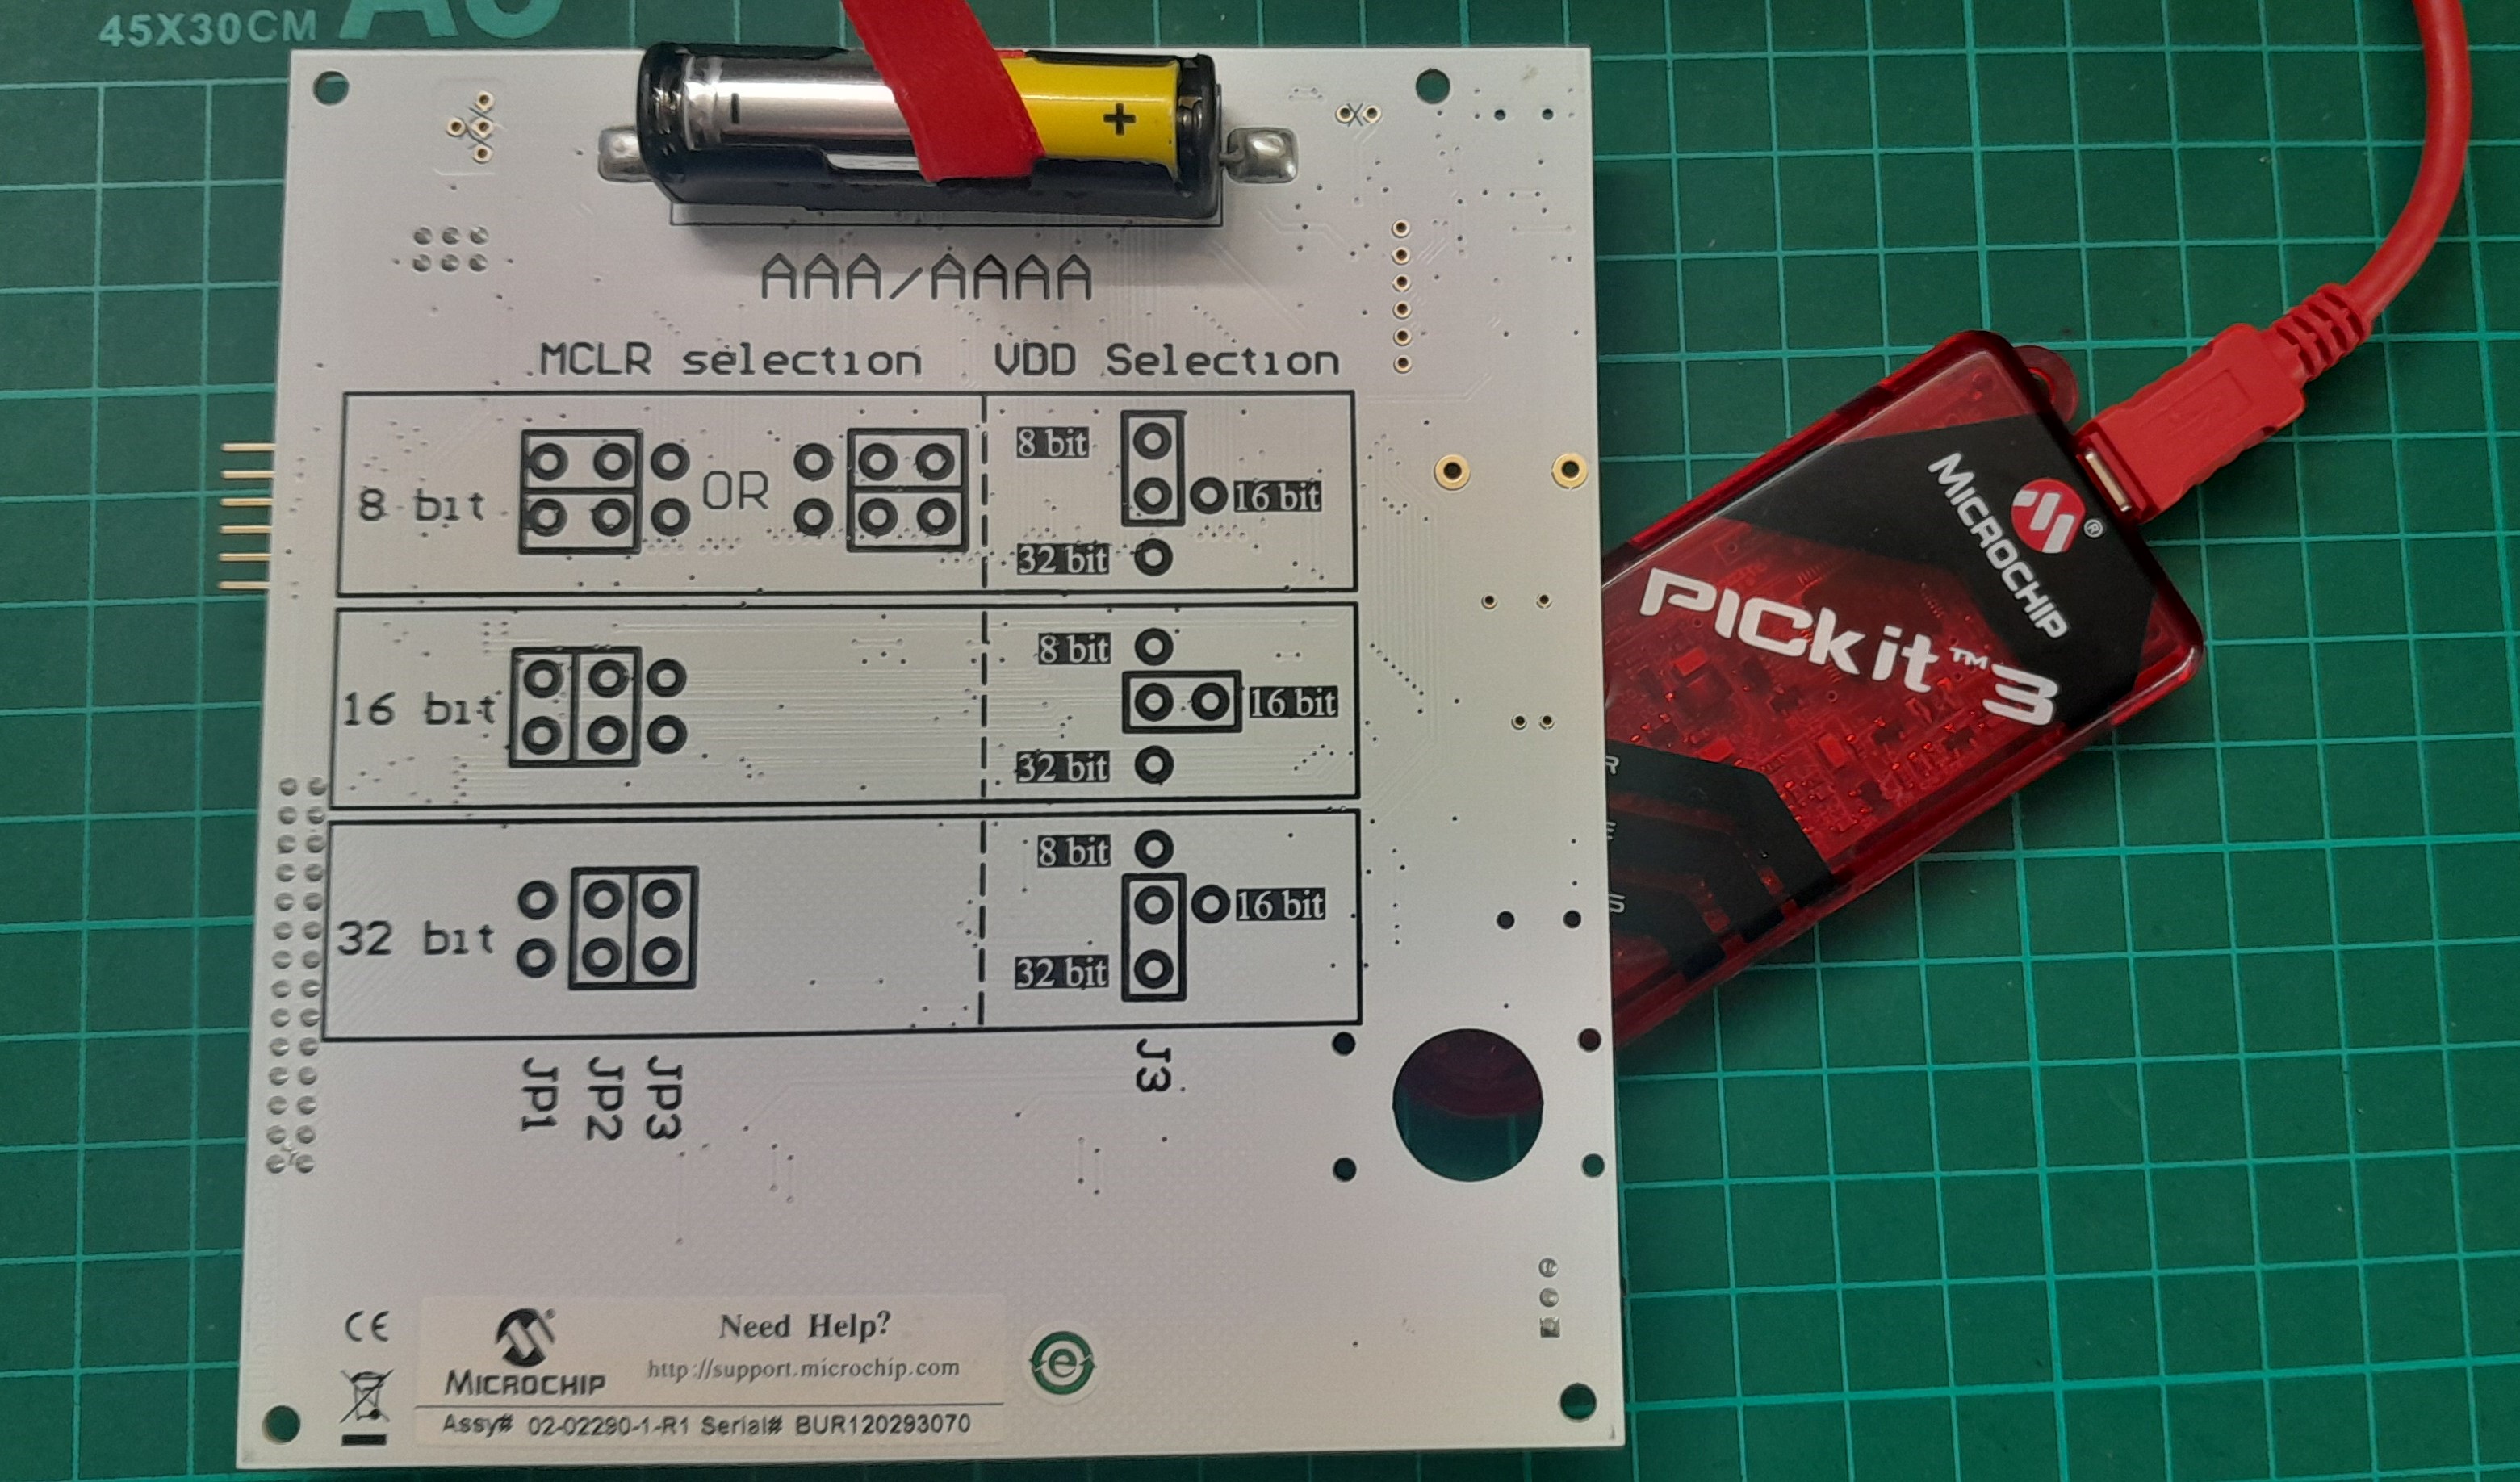 45X30CM
- +
AAA/AAAA
MCLR selection VDD Selection
8 bit
OR
8 bit
16 bit
32 bit
16 bit
8 bit
16 bit
32 bit
32 bit
8 bit
16 bit
32 bit
JP1
JP2
JP3
J3
CE
MICROCHIP
Need Help?
http://support.microchip.com
e
Assy# 02-02290-1-R1 Serial# BUR120293070
MICROCHIP ®
PICkit™ 3